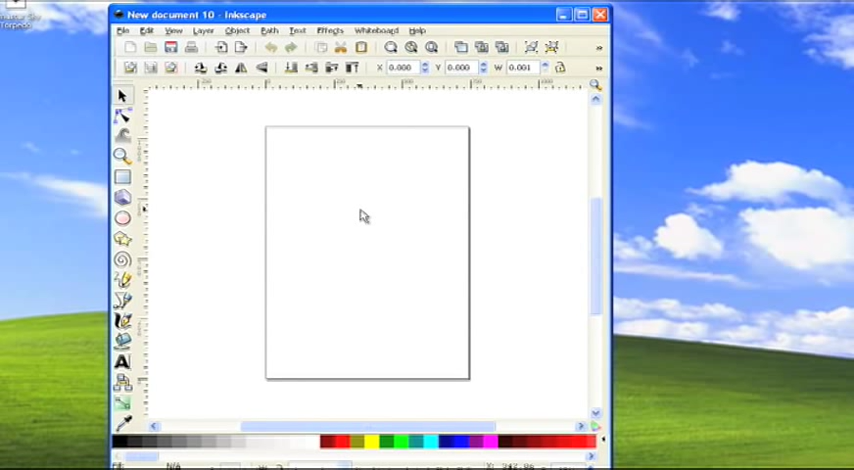 New document 10 - Inkscape
File Edit View Layer Object Path Text Effects Whiteboard Help
X 0.000 Y 0.000 W 0.001
Torpedo
N/A